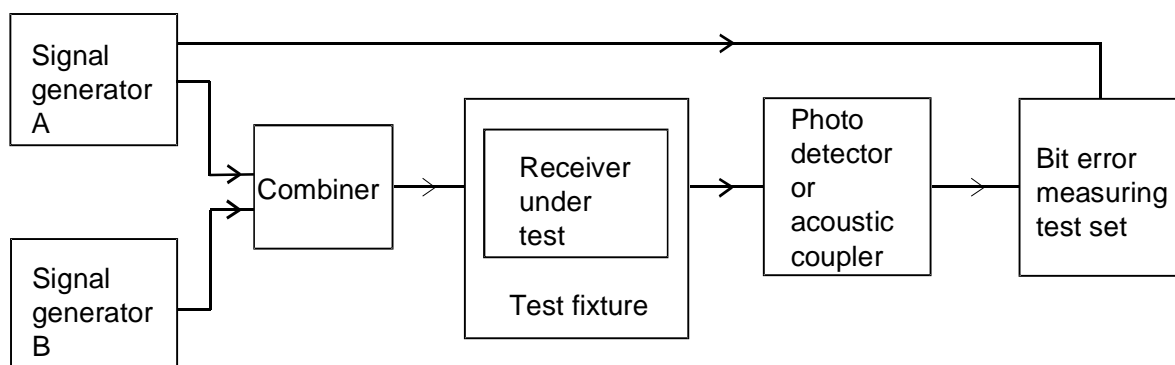 Signal
generator
A
Signal
generator
B
Combiner
Receiver
under
test
Test fixture
Photo
detector
or
acoustic
coupler
Bit error
measuring
test set